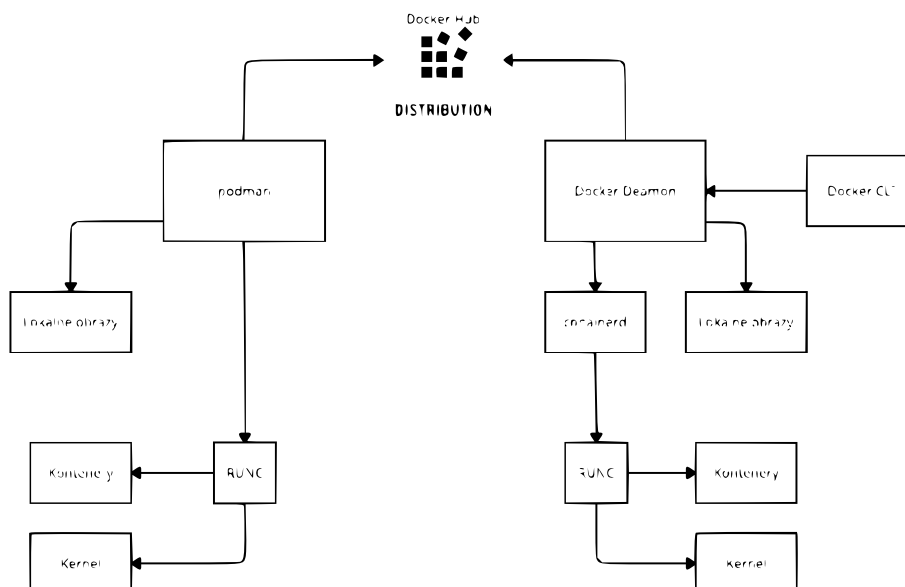 Docker Hub
DISTRIBUTION
podman
Docker Deamon
Docker CLI
Lokalne obrazy
containerd
Lokalne obrazy
Kontenery
RUNC
RUNC
Kontenery
Kernel
Kernel